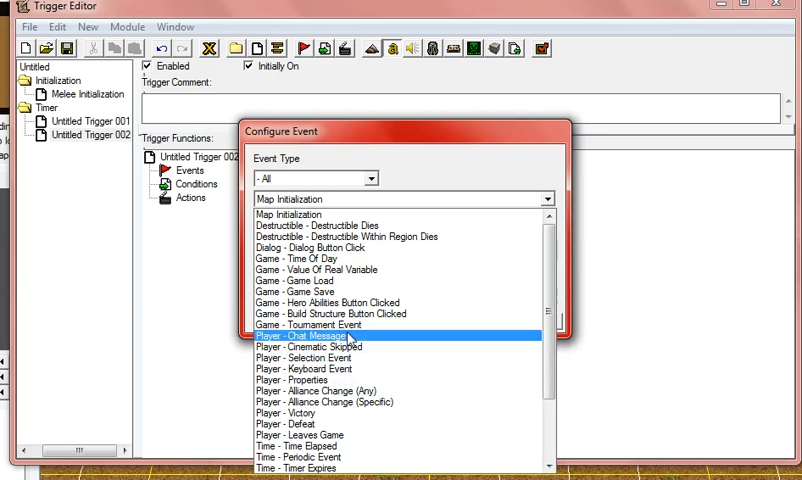 Trigger Editor
File Edit View Module Window
Untitled
Initialization
Melee Initialization
Timer
Untitled Trigger 001
Untitled Trigger 002
Enabled
Initially On
Trigger Comment:
Trigger Functions:
Untitled Trigger 002
Events
Conditions
Actions
Configure Event
Event Type
- All
Map Initialization
Map Initialization
Destructible - Destructible Dies
Destructible - Destructible Within Region Dies
Dialog - Dialog Button Click
Game - Time Of Day
Game - Value Of Real Variable
Game - Game Load
Game - Game Save
Game - Hero Abilities Button Clicked
Game - Build Structure Button Clicked
Game - Tournament Event
Player - Chat Message
Player - Cinematic Skipped
Player - Selection Event
Player - Keyboard Event
Player - Properties
Player - Alliance Change (Any)
Player - Alliance Change (Specific)
Player - Victory
Player - Defeat
Player - Leaves Game
Time - Time Elapsed
Time - Periodic Event
Time - Timer Expires